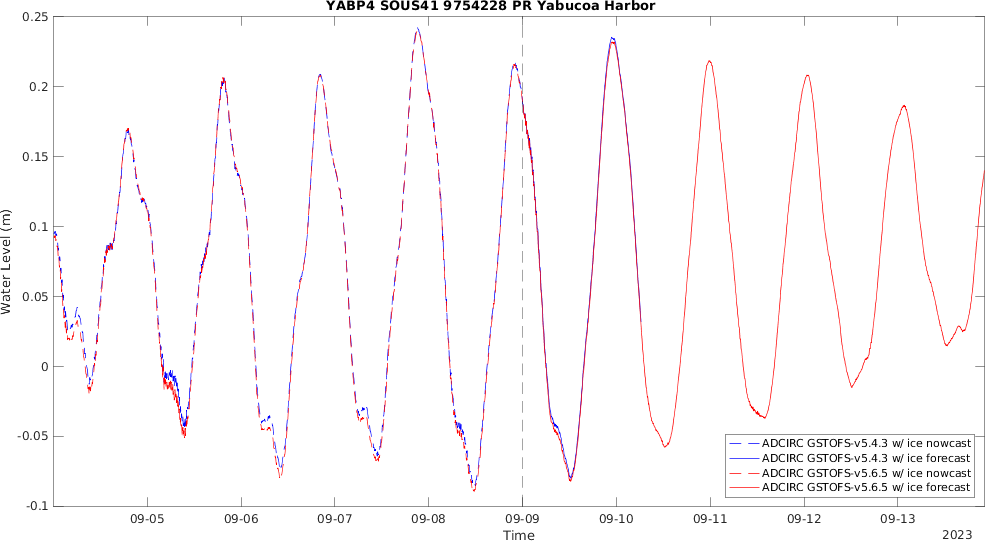 YABP4 SOUS41 9754228 PR Yabucoa Harbor
0.25
0.2
0.15
0.1
0.05
0
-0.05
-0.1
Water Level (m)
ADCIRC GSTOFS-v5.4.3 w/ ice nowcast
ADCIRC GSTOFS-v5.4.3 w/ ice forecast
ADCIRC GSTOFS-v5.6.5 w/ ice nowcast
ADCIRC GSTOFS-v5.6.5 w/ ice forecast
09-05 09-06 09-07 09-08 09-09 09-10 09-11 09-12 09-13
Time
2023